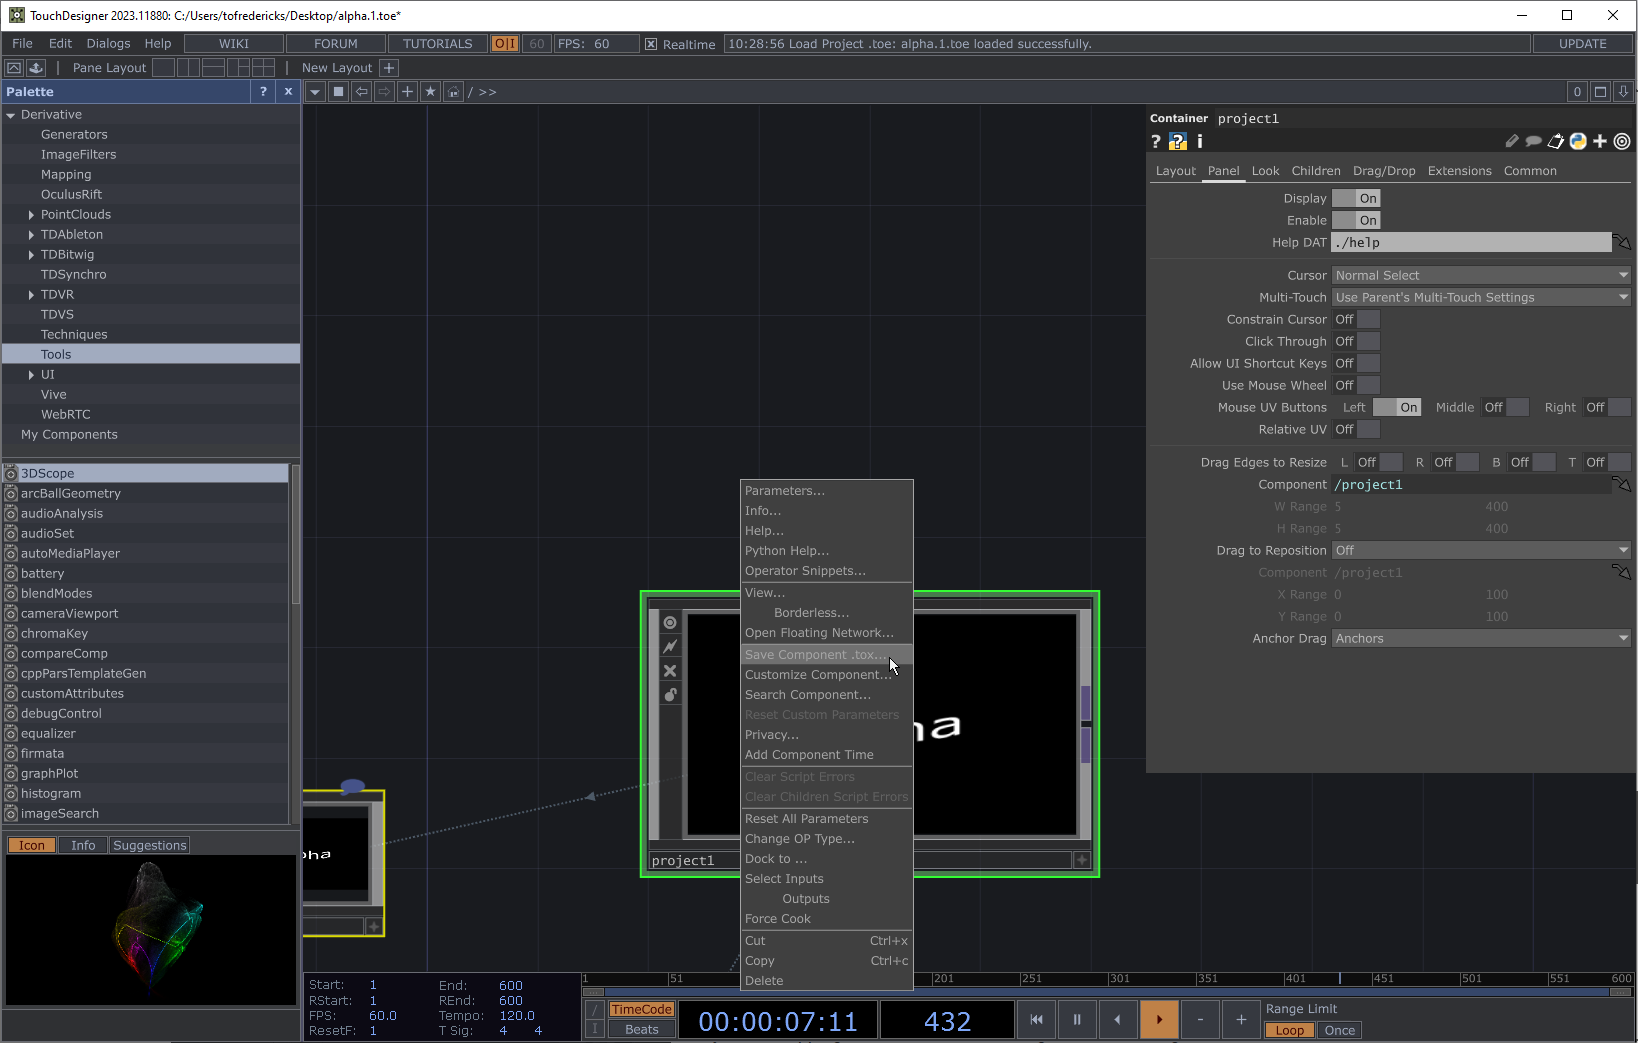 TouchDesigner 2023.11880: C:/Users/tofredericks/Desktop/alpha.1.toe*
File Edit Dialogs Help WIKI FORUM TUTORIALS O|I 60 FPS: 60 Realtime 10:28:56 Load Project .toe: alpha.1.toe loaded successfully. UPDATE
Pane Layout New Layout +
Palette ? x
/ >> 0
Derivative
Generators
ImageFilters
Mapping
OculusRift
PointClouds
TDAbleton
TDBitwig
TDSynchro
TDVR
TDVS
Techniques
Tools
UI
Vive
WebRTC
My Components
3DScope
arcBallGeometry
audioAnalysis
audioSet
autoMediaPlayer
battery
blendModes
cameraViewport
chromaKey
compareComp
cppParsTemplateGen
customAttributes
debugControl
equalizer
firmata
graphPlot
histogram
imageSearch
Icon Info Suggestions
pha
project1
ha
Parameters...
Info...
Help...
Python Help...
Operator Snippets...
View...
Borderless...
Open Floating Network...
Save Component .tox...
Customize Component...
Search Component...
Reset Custom Parameters
Privacy...
Add Component Time
Clear Script Errors
Clear Children Script Errors
Reset All Parameters
Change OP Type...
Dock to ...
Select Inputs
Outputs
Force Cook
Cut Ctrl+x
Copy Ctrl+c
Delete
Container project1
? ? i
Layout Panel Look Children Drag/Drop Extensions Common
Display On
Enable On
Help DAT ./help
Cursor Normal Select
Multi-Touch Use Parent's Multi-Touch Settings
Constrain Cursor Off
Click Through Off
Allow UI Shortcut Keys Off
Use Mouse Wheel Off
Mouse UV Buttons Left On Middle Off Right Off
Relative UV Off
Drag Edges to Resize L Off R Off B Off T Off
Component /project1
W Range 5 400
H Range 5 400
Drag to Reposition Off
Component /project1
X Range 0 100
Y Range 0 100
Anchor Drag Anchors
Start: 1 End: 600
RStart: 1 REnd: 600
FPS: 60.0 Tempo: 120.0
ResetF: 1 T Sig: 4 4
1 51 201 251 301 351 401 451 501 551 600
/ TimeCode
I Beats
00:00:07:11 432
- +
Range Limit
Loop Once